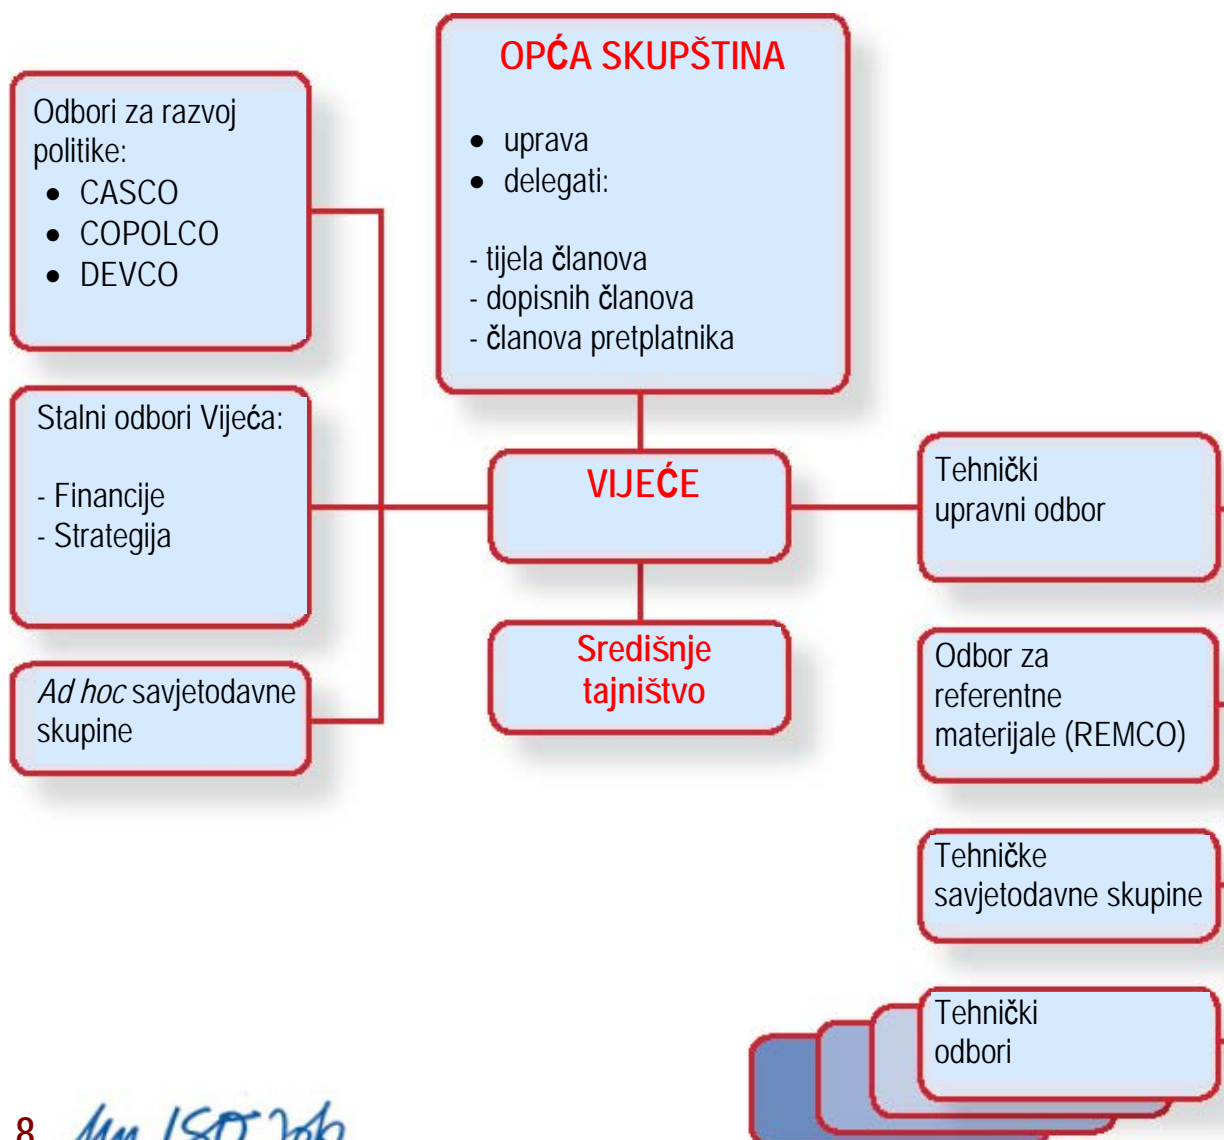 OPĆA SKUPŠTINA
• uprava
• delegati:
- tijela članova
- dopisnih članova
- članova pretplatnika
Odbori za razvoj
politike:
• CASCO
• COPOLCO
• DEVCO
Stalni odbori Vijeća:
- Financije
- Strategija
Ad hoc savjetodavne
skupine
VIJEĆE
Središnje
tajništvo
Tehnički
upravni odbor
Odbor za
referentne
materijale (REMCO)
Tehničke
savjetodavne skupine
Tehnički
odbori
8
ISO